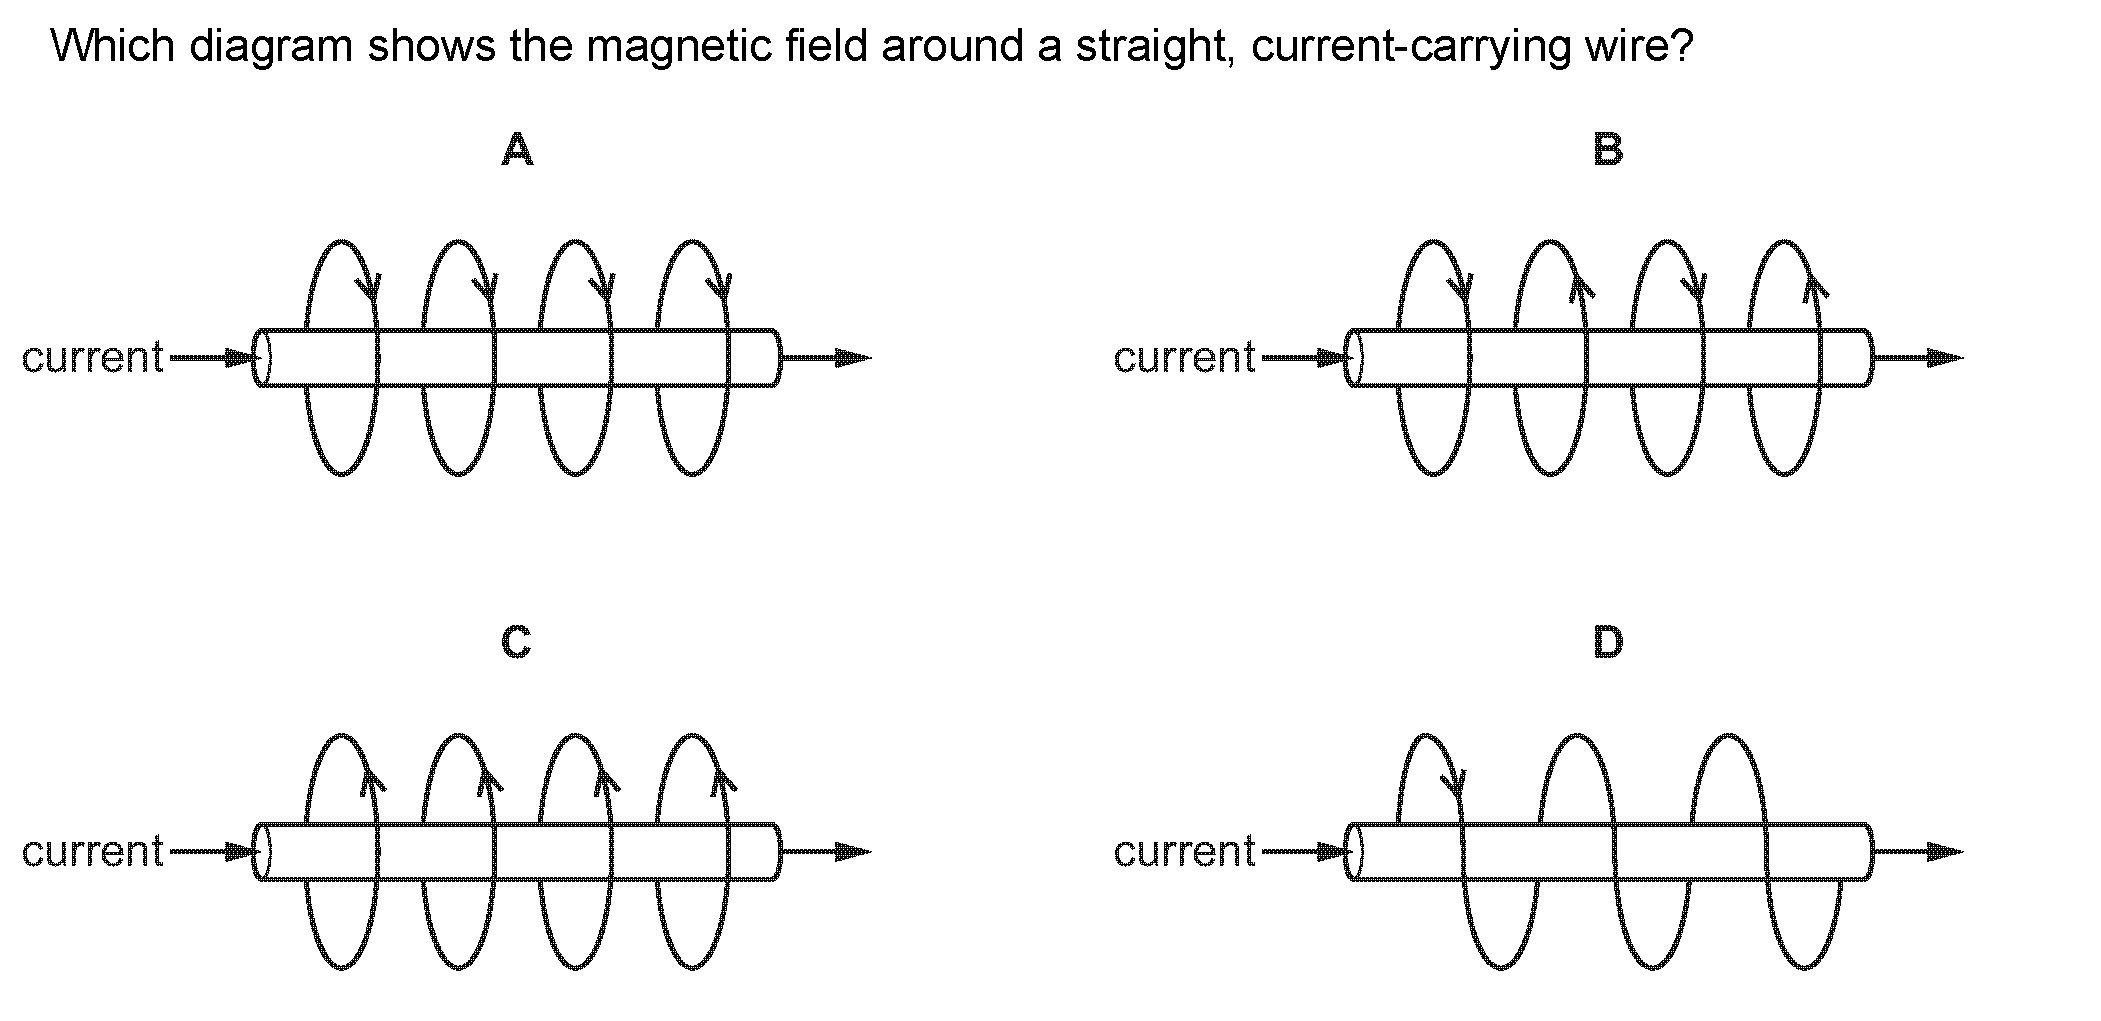 Which diagram shows the magnetic field around a straight, current-carrying wire?
A
B
current
current
C
D
current
current